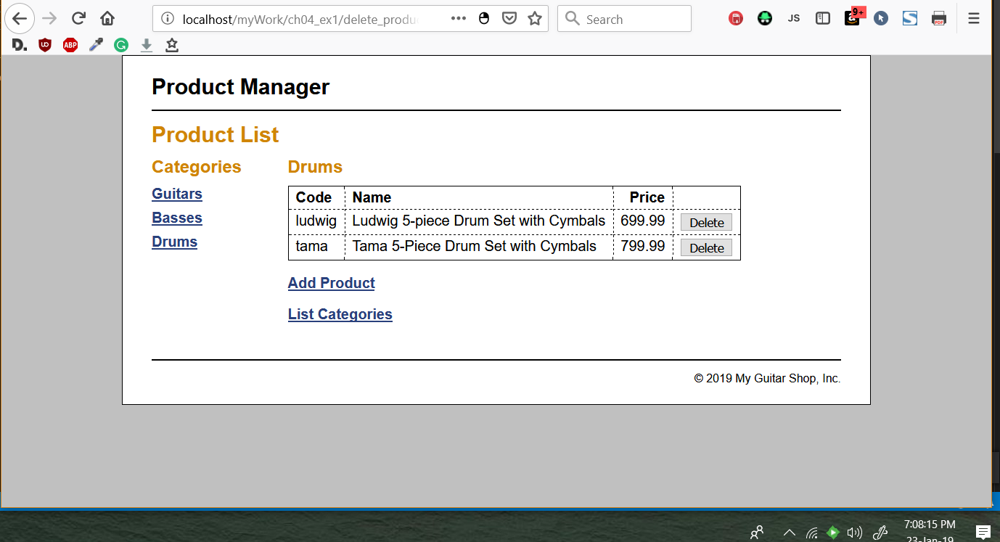 localhost/myWork/ch04_ex1/delete_produ
Search
JS
9+
D.
ABP
Product Manager
Product List
Categories
Drums
Guitars
Basses
Drums
Code Name Price
ludwig Ludwig 5-piece Drum Set with Cymbals 699.99 Delete
tama Tama 5-Piece Drum Set with Cymbals 799.99 Delete
Add Product
List Categories
© 2019 My Guitar Shop, Inc.
7:08:15 PM
23-Jan-19